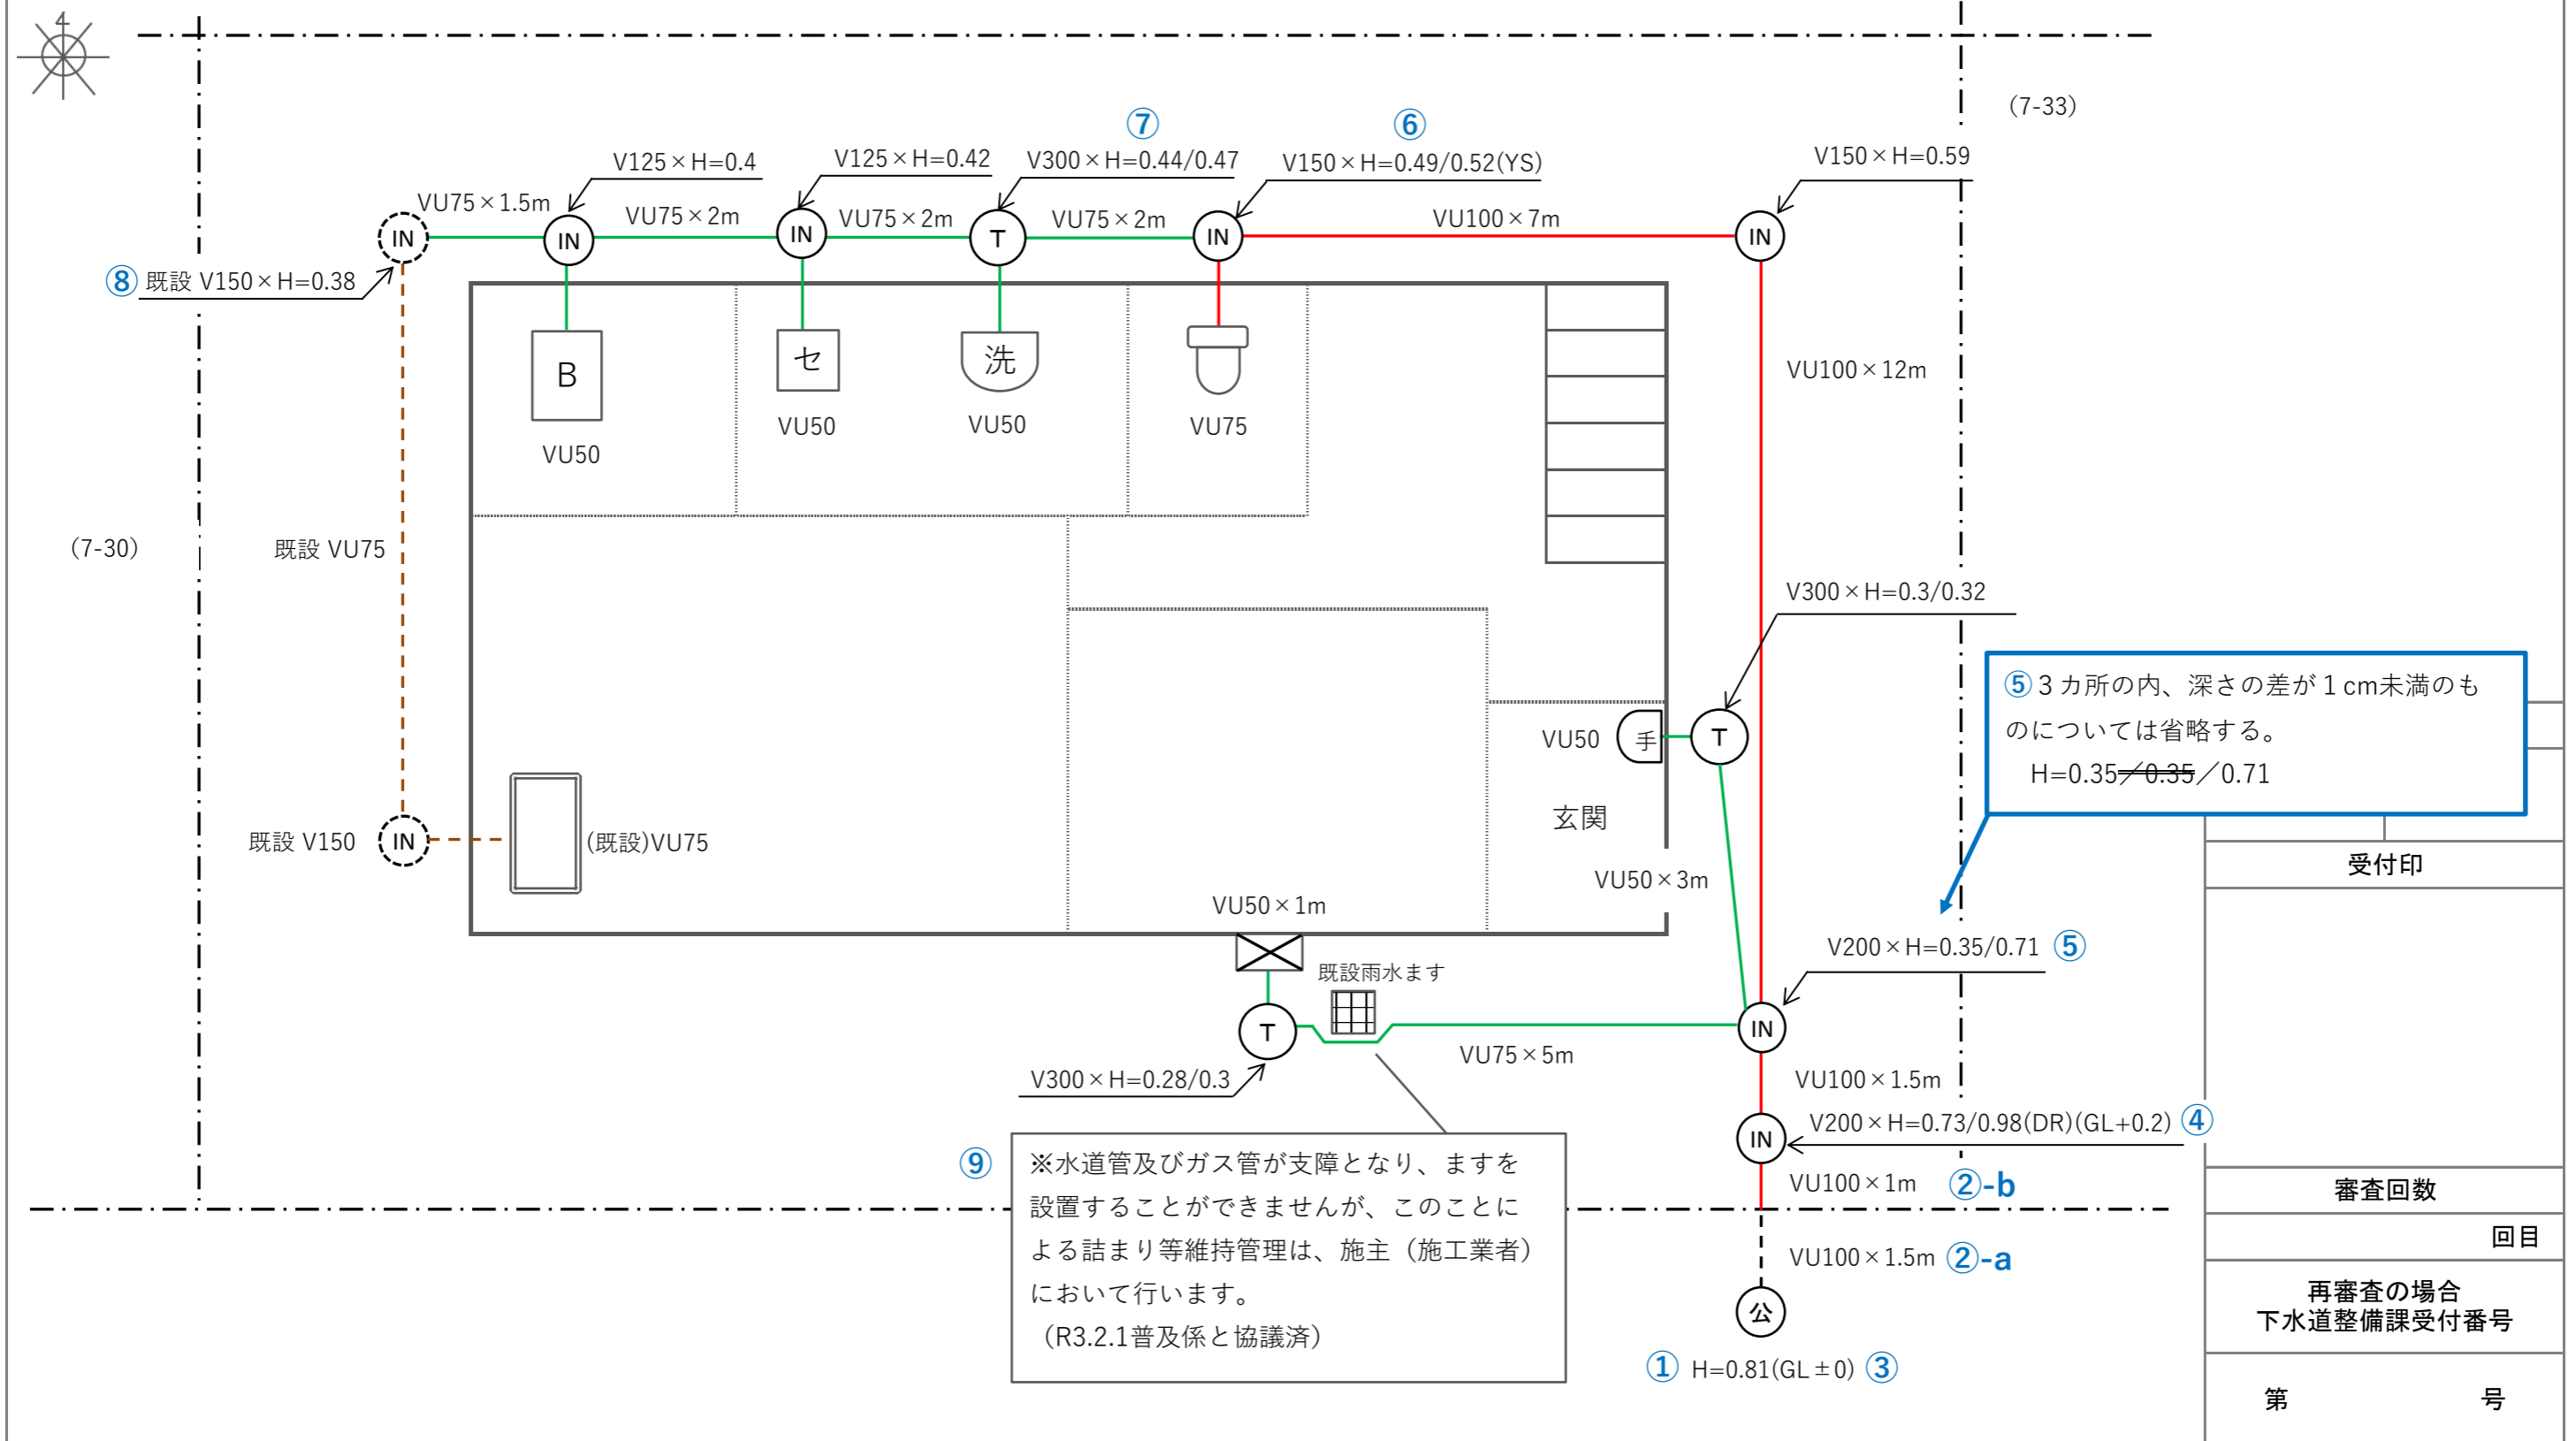 4
(7-33)
⑦
⑥
V125×H=0.4
V125×H=0.42
V300×H=0.44/0.47
V150×H=0.49/0.52(YS)
V150×H=0.59
VU75×1.5m
VU75×2m
VU75×2m
VU75×2m
VU100×7m
IN
IN
IN
T
IN
IN
⑧ 既設 V150×H=0.38
B
セ
洗
VU100×12m
VU50
VU50
VU50
VU75
(7-30)
既設 VU75
V300×H=0.3/0.32
⑤３カ所の内、深さの差が１cm未満のも
のについては省略する。
H=0.35／0.35／0.71
VU50
手
T
玄関
既設 V150
IN
(既設)VU75
受付印
VU50×3m
VU50×1m
V200×H=0.35/0.71 ⑤
既設雨水ます
T
IN
VU75×5m
V300×H=0.28/0.3
VU100×1.5m
V200×H=0.73/0.98(DR)(GL+0.2) ④
IN
⑨
※水道管及びガス管が支障となり、ますを
設置することができませんが、このことに
よる詰まり等維持管理は、施主（施工業者）
において行います。
（R3.2.1普及係と協議済）
VU100×1m ②-b
審査回数
回目
VU100×1.5m ②-a
公
① H=0.81(GL±0) ③
再審査の場合
下水道整備課受付番号
第 号